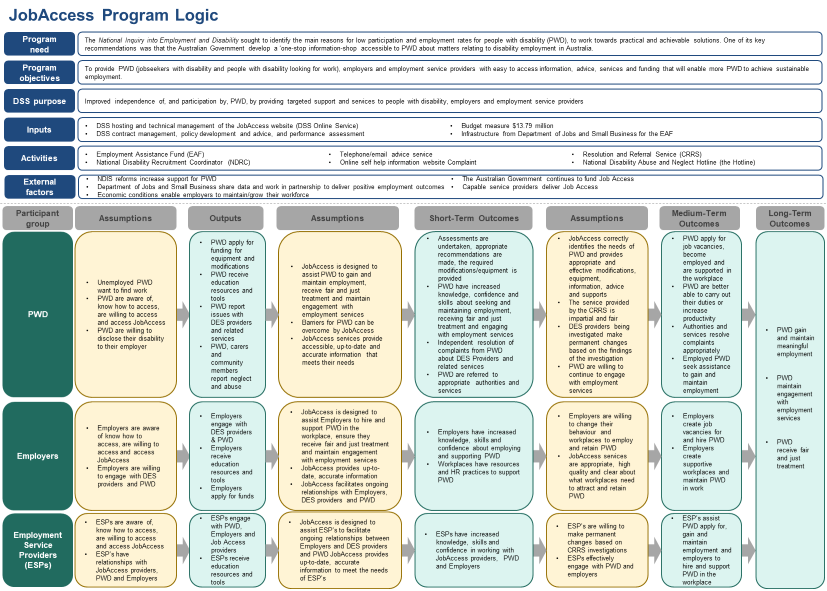 JobAccess Program Logic
Program
need
The National Inquiry into Employment and Disability sought to identify the main reasons for low participation and employment rates for people with disability (PWD), to work towards practical and achievable solutions. One of its key
recommendations was that the Australian Government develop a 'one-stop information-shop accessible to PWD about matters relating to disability employment in Australia.
Program
objectives
To provide PWD (jobseekers with disability and people with disability looking for work), employers and employment service providers with easy to access information, advice, services and funding that will enable more PWD to achieve sustainable
employment.
DSS purpose
Improved independence of, and participation by, PWD, by providing targeted support and services to people with disability, employers and employment service providers
Inputs
• DSS hosting and technical management of the JobAccess website (DSS Online Service)
• DSS contract management, policy development and advice, and performance assessment
• Budget measure $13.79 million
• Infrastructure from Department of Jobs and Small Business for the EAF
Activities
• Employment Assistance Fund (EAF)
• National Disability Recruitment Coordinator (NDRC)
• Telephone/email advice service
• Online self help information website Complaint
• Resolution and Referral Service (CRRS)
• National Disability Abuse and Neglect Hotline (the Hotline)
External
factors
• NDIS reforms increase support for PWD
• Department of Jobs and Small Business share data and work in partnership to deliver positive employment outcomes
• Economic conditions enable employers to maintain/grow their workforce
• The Australian Government continues to fund Job Access
• Capable service providers deliver Job Access
Participant
group
Assumptions
Outputs
Assumptions
Short-Term Outcomes
Assumptions
Medium-Term
Outcomes
Long-Term
Outcomes
PWD
• Unemployed PWD
want to find work
• PWD are aware of,
know how to access,
are willing to access
and access JobAccess
• PWD are willing to
disclose their disability
to their employer
• PWD apply for
funding for
equipment and
modifications
• PWD receive
education
resources and
tools
• PWD report
issues with
DES providers
and related
services
• PWD, carers
and
community
members
report neglect
and abuse
• JobAccess is designed to
assist PWD to gain and
maintain employment,
receive fair and just
treatment and maintain
engagement with
employment services
• Barriers for PWD can be
overcome by JobAccess
• JobAccess services provide
accessible, up-to-date and
accurate information that
meets their needs
• Assessments are
undertaken, appropriate
recommendations are
made, the required
modifications/equipment is
provided
• PWD have increased
knowledge, confidence and
skills about seeking and
maintaining employment,
receiving fair and just
treatment and engaging
with employment services
• Independent resolution of
complaints from PWD
about DES Providers and
related services
• PWD are referred to
appropriate authorities and
services
• JobAccess correctly
identifies the needs of
PWD and provides
appropriate and
effective modifications,
equipment,
information, advice
and supports
• The service provided
by the CRRS is
impartial and fair
• DES providers being
investigated make
permanent changes
based on the findings
of the investigation
• PWD are willing to
continue to engage
with employment
services
• PWD apply for
job vacancies,
become
employed and
are supported in
the workplace
• PWD are better
able to carry out
their duties or
increase
productivity
• Authorities and
services resolve
complaints
appropriately
• Employed PWD
seek assistance
to gain and
maintain
employment
• PWD gain
and maintain
meaningful
employment
• PWD
maintain
engagement
with
employment
services
• PWD
receive fair
and just
treatment
Employers
• Employers are aware
of know how to
access, are willing to
access and access
JobAccess
• Employers are willing
to engage with DES
providers and PWD
• Employers
engage with
DES providers
& PWD
• Employers
receive
education
resources and
tools
• Employers
apply for funds
• JobAccess is designed to
assist Employers to hire and
support PWD in the
workplace, ensure they
receive fair and just treatment
and maintain engagement
with employment services
• JobAccess provides up-to-
date, accurate information
• JobAccess facilitates ongoing
relationships with Employers,
DES providers and PWD
• Employers have increased
knowledge, skills and
confidence about employing
and supporting PWD
• Workplaces have resources
and HR practices to support
PWD
• Employers are willing
to change their
behaviour and
workplaces to employ
and retain PWD
• JobAccess services
are appropriate, high
quality and clear about
what workplaces need
to attract and retain
PWD
• Employers
create job
vacancies for
and hire PWD
• Employers
create
supportive
workplaces and
maintain PWD
in work
Employment
Service
Providers
(ESPs)
• ESPs are aware of,
know how to access,
are willing to access
and access JobAccess
• ESP's have
relationships with
JobAccess providers,
PWD and Employers
• ESPs engage
with PWD,
Employers and
Job Access
providers
• ESPs receive
education
resources and
tools
• JobAccess is designed to
assist ESP's to facilitate
ongoing relationships between
Employers and DES providers
and PWD JobAccess provides
up-to-date, accurate
information to meet the needs
of ESP's
• ESPs have increased
knowledge, skills and
confidence in working with
JobAccess providers, PWD
and Employers
• ESP's are willing to
make permanent
changes based on
CRRS investigations
• ESPs effectively
engage with PWD and
employers
• ESP's assist
PWD apply for,
gain and
maintain
employment and
employers to
hire and support
PWD in the
workplace